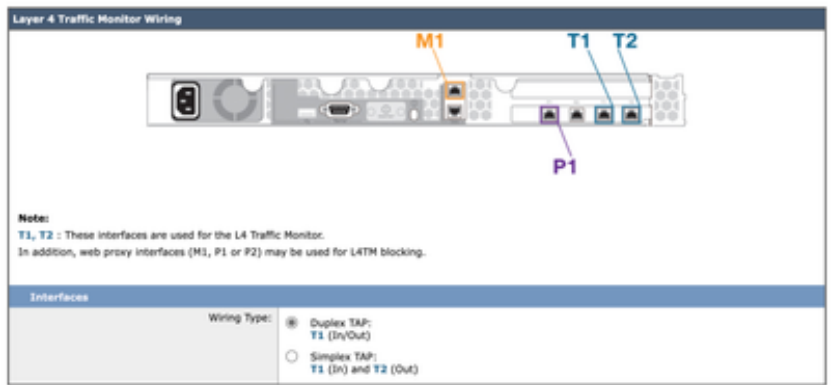 Layer 4 Traffic Monitor Wiring
M1
T1
T2
P1
Note:
T1, T2 : These interfaces are used for the L4 Traffic Monitor.
In addition, web proxy interfaces (M1, P1 or P2) may be used for L4TM blocking.
Interfaces
Wiring Type:
Duplex TAP:
T1 (In/Out)
Simplex TAP:
T1 (In) and T2 (Out)